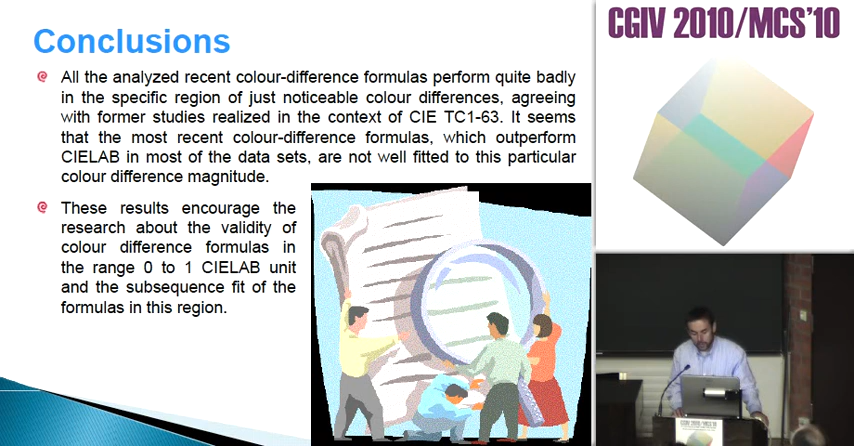 Conclusions
All the analyzed recent colour-difference formulas perform quite badly
in the specific region of just noticeable colour differences, agreeing
with former studies realized in the context of CIE TC1-63. It seems
that the most recent colour-difference formulas, which outperform
CIELAB in most of the data sets, are not well fitted to this particular
colour difference magnitude.
These results encourage the
research about the validity of
colour difference formulas in
the range 0 to 1 CIELAB unit
and the subsequence fit of the
formulas in this region.
CGIV 2010/MCS'10
CGIV 2010/MCS'10